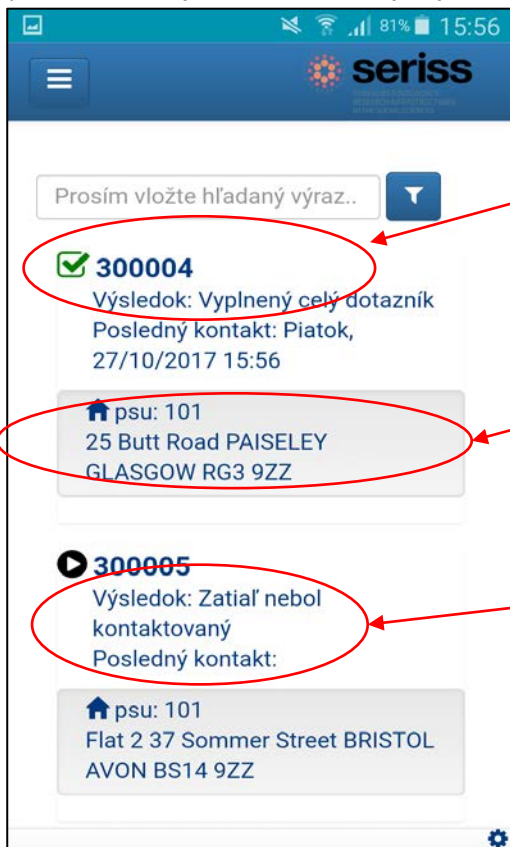 81% 15:56
seriss
Prosím vložte hľadaný výraz..
300004
Výsledok: Vyplnený celý dotazník
Posledný kontakt: Piatok,
27/10/2017 15:56
psu: 101
25 Butt Road PAISELEY
GLASGOW RG3 9ZZ
300005
Výsledok: Zatiaľ nebol
kontaktovaný
Posledný kontakt:
psu: 101
Flat 2 37 Sommer Street BRISTOL
AVON BS14 9ZZ